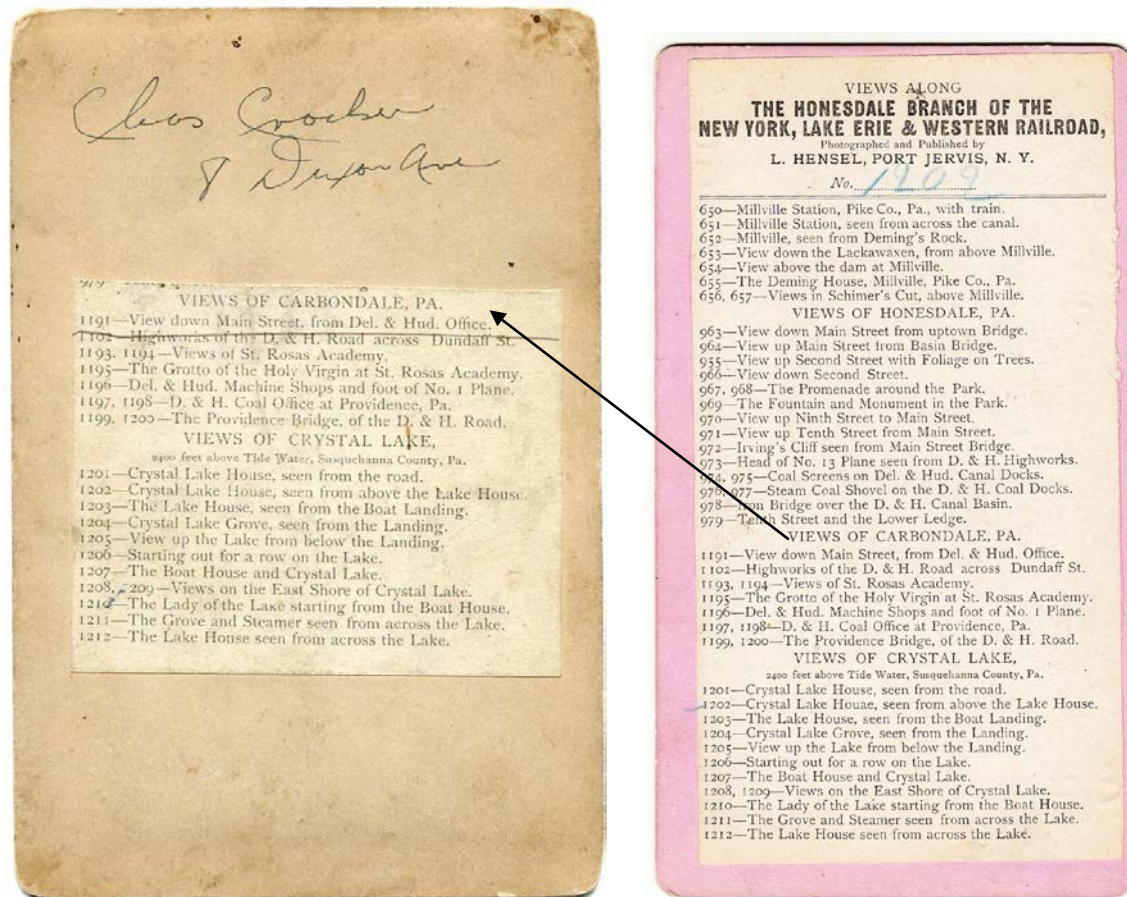 Chas Crocker
8 Dixon Ave
VIEWS OF CARBONDALE, PA.
1191—View down Main Street, from Del. & Hud. Office.
1102—Highworks of the D. & H. Road across Dundaff St.
1193, 1194—Views of St. Rosas Academy.
1195—The Grotto of the Holy Virgin at St. Rosas Academy.
1196—Del. & Hud. Machine Shops and foot of No. 1 Plane.
1197, 1198—D. & H. Coal Office at Providence, Pa.
1199, 1200—The Providence Bridge, of the D. & H. Road.
VIEWS OF CRYSTAL LAKE,
2400 feet above Tide Water, Susquehanna County, Pa.
1201—Crystal Lake House, seen from the road.
1202—Crystal Lake House, seen from above the Lake House.
1203—The Lake House, seen from the Boat Landing.
1204—Crystal Lake Grove, seen from the Landing.
1205—View up the Lake from below the Landing.
1206—Starting out for a row on the Lake.
1207—The Boat House and Crystal Lake.
1208, 1209—Views on the East Shore of Crystal Lake.
1210—The Lady of the Lake starting from the Boat House.
1211—The Grove and Steamer seen from across the Lake.
1212—The Lake House seen from across the Lake.
VIEWS ALONG
THE HONESDALE BRANCH OF THE
NEW YORK, LAKE ERIE & WESTERN RAILROAD,
Photographed and Published by
L. HENSEL, PORT JERVIS, N. Y.
No. 1202
650—Millville Station, Pike Co., Pa., with train.
651—Millville Station, seen from across the canal.
652—Millville, seen from Deming's Rock.
653—View down the Lackawaxen, from above Millville.
654—View above the dam at Millville.
655—The Deming House, Millville, Pike Co., Pa.
656, 657—Views in Schimer's Cut, above Millville.
VIEWS OF HONESDALE, PA.
963—View down Main Street from uptown Bridge.
964—View up Main Street from Basin Bridge.
955—View up Second Street with Foliage on Trees.
966—View down Second Street.
967, 968—The Promenade around the Park.
969—The Fountain and Monument in the Park.
970—View up Ninth Street to Main Street.
971—View up Tenth Street from Main Street.
972—Irving's Cliff seen from Main Street Bridge.
973—Head of No. 13 Plane seen from D. & H. Highworks.
974, 975—Coal Screens on Del. & Hud. Canal Docks.
976, 977—Steam Coal Shovel on the D. & H. Coal Docks.
978—Iron Bridge over the D. & H. Canal Basin.
979—Tenth Street and the Lower Ledge.
VIEWS OF CARBONDALE, PA.
1191—View down Main Street, from Del. & Hud. Office.
1102—Highworks of the D. & H. Road across Dundaff St.
1193, 1194—Views of St. Rosas Academy.
1195—The Grotto of the Holy Virgin at St. Rosas Academy.
1196—Del. & Hud. Machine Shops and foot of No. 1 Plane.
1197, 1198—D. & H. Coal Office at Providence, Pa.
1199, 1200—The Providence Bridge, of the D. & H. Road.
VIEWS OF CRYSTAL LAKE,
2400 feet above Tide Water, Susquehanna County, Pa.
1201—Crystal Lake House, seen from the road.
1202—Crystal Lake Houae, seen from above the Lake House.
1203—The Lake House, seen from the Boat Landing.
1204—Crystal Lake Grove, seen from the Landing.
1205—View up the Lake from below the Landing.
1206—Starting out for a row on the Lake.
1207—The Boat House and Crystal Lake.
1208, 1209—Views on the East Shore of Crystal Lake.
1210—The Lady of the Lake starting from the Boat House.
1211—The Grove and Steamer seen from across the Lake.
1212—The Lake House seen from across the Lake.